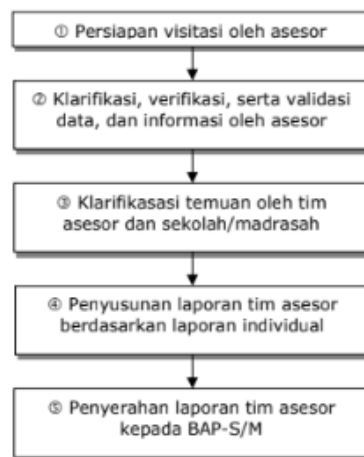 ① Persiapan visitasi oleh asesor
② Klarifikasi, verifikasi, serta validasi
data, dan informasi oleh asesor
③ Klarifikasasi temuan oleh tim
asesor dan sekolah/madrasah
④ Penyusunan laporan tim asesor
berdasarkan laporan individual
⑤ Penyerahan laporan tim asesor
kepada BAP-S/M